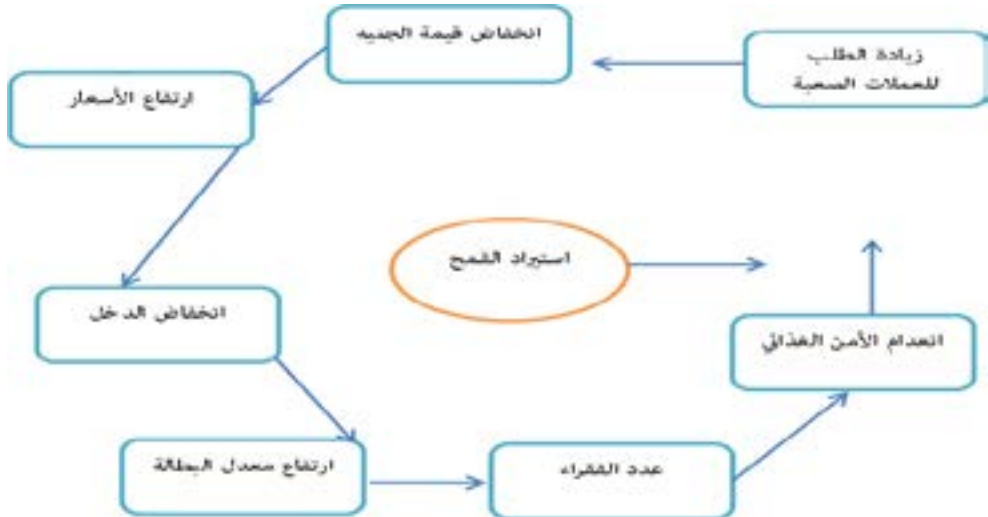 انخفاض قيمة الجنيه
زيادة الطلب
للعملات الصعبة
ارتفاع الأسعار
استيراد القمح
انخفاض الدخل
انعدام الأمن الغذائي
ارتفاع معدل البطالة
عدد الفقراء